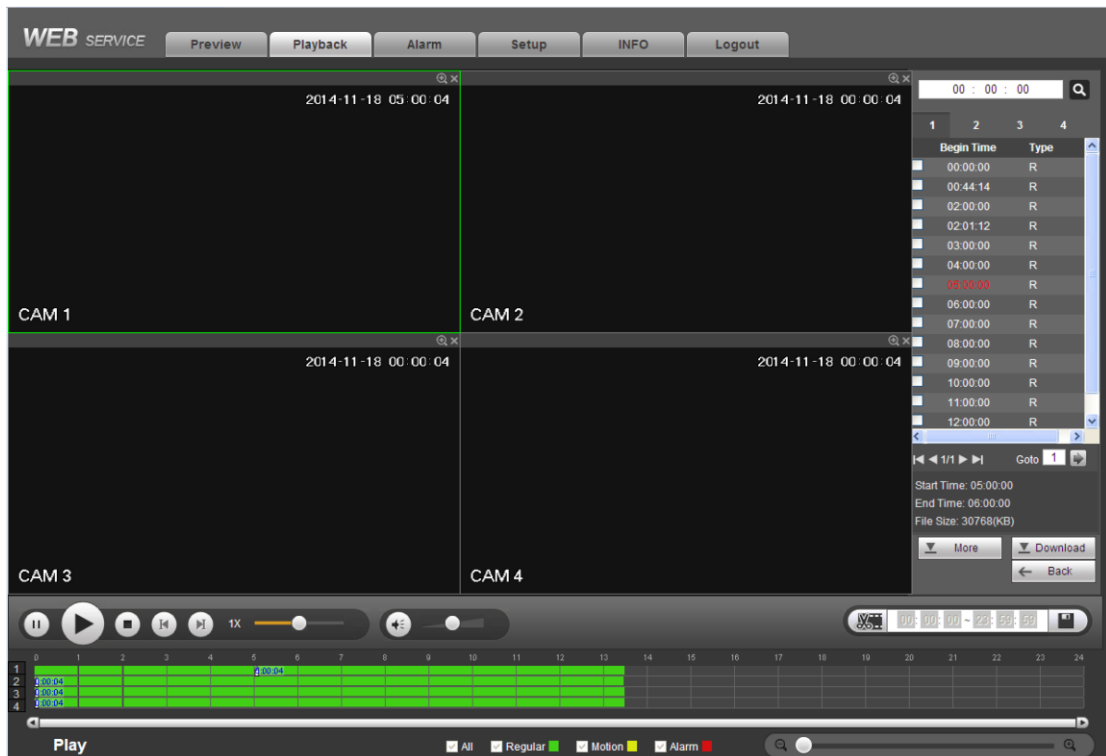 WEB SERVICE
Preview Playback Alarm Setup INFO Logout
2014-11-18 05:00:04
CAM 1
2014-11-18 00:00:04
CAM 2
2014-11-18 00:00:04
CAM 3
2014-11-18 00:00:04
CAM 4
00 : 00 : 00
1 2 3 4
Begin Time Type
00:00:00 R
00:44:14 R
02:00:00 R
02:01:12 R
03:00:00 R
04:00:00 R
05:00:00 R
06:00:00 R
07:00:00 R
08:00:00 R
09:00:00 R
10:00:00 R
11:00:00 R
12:00:00 R
1/1 Goto 1
Start Time: 05:00:00
End Time: 06:00:00
File Size: 30768(KB)
More Download
Back
1X
00: 00: 00 ~ 23: 59: 59
0 1 2 3 4 5 6 7 8 9 10 11 12 13 14 15 16 17 18 19 20 21 22 23 24
1 :00:04
2 :00:04
3 :00:04
4 :00:04
Play All Regular Motion Alarm